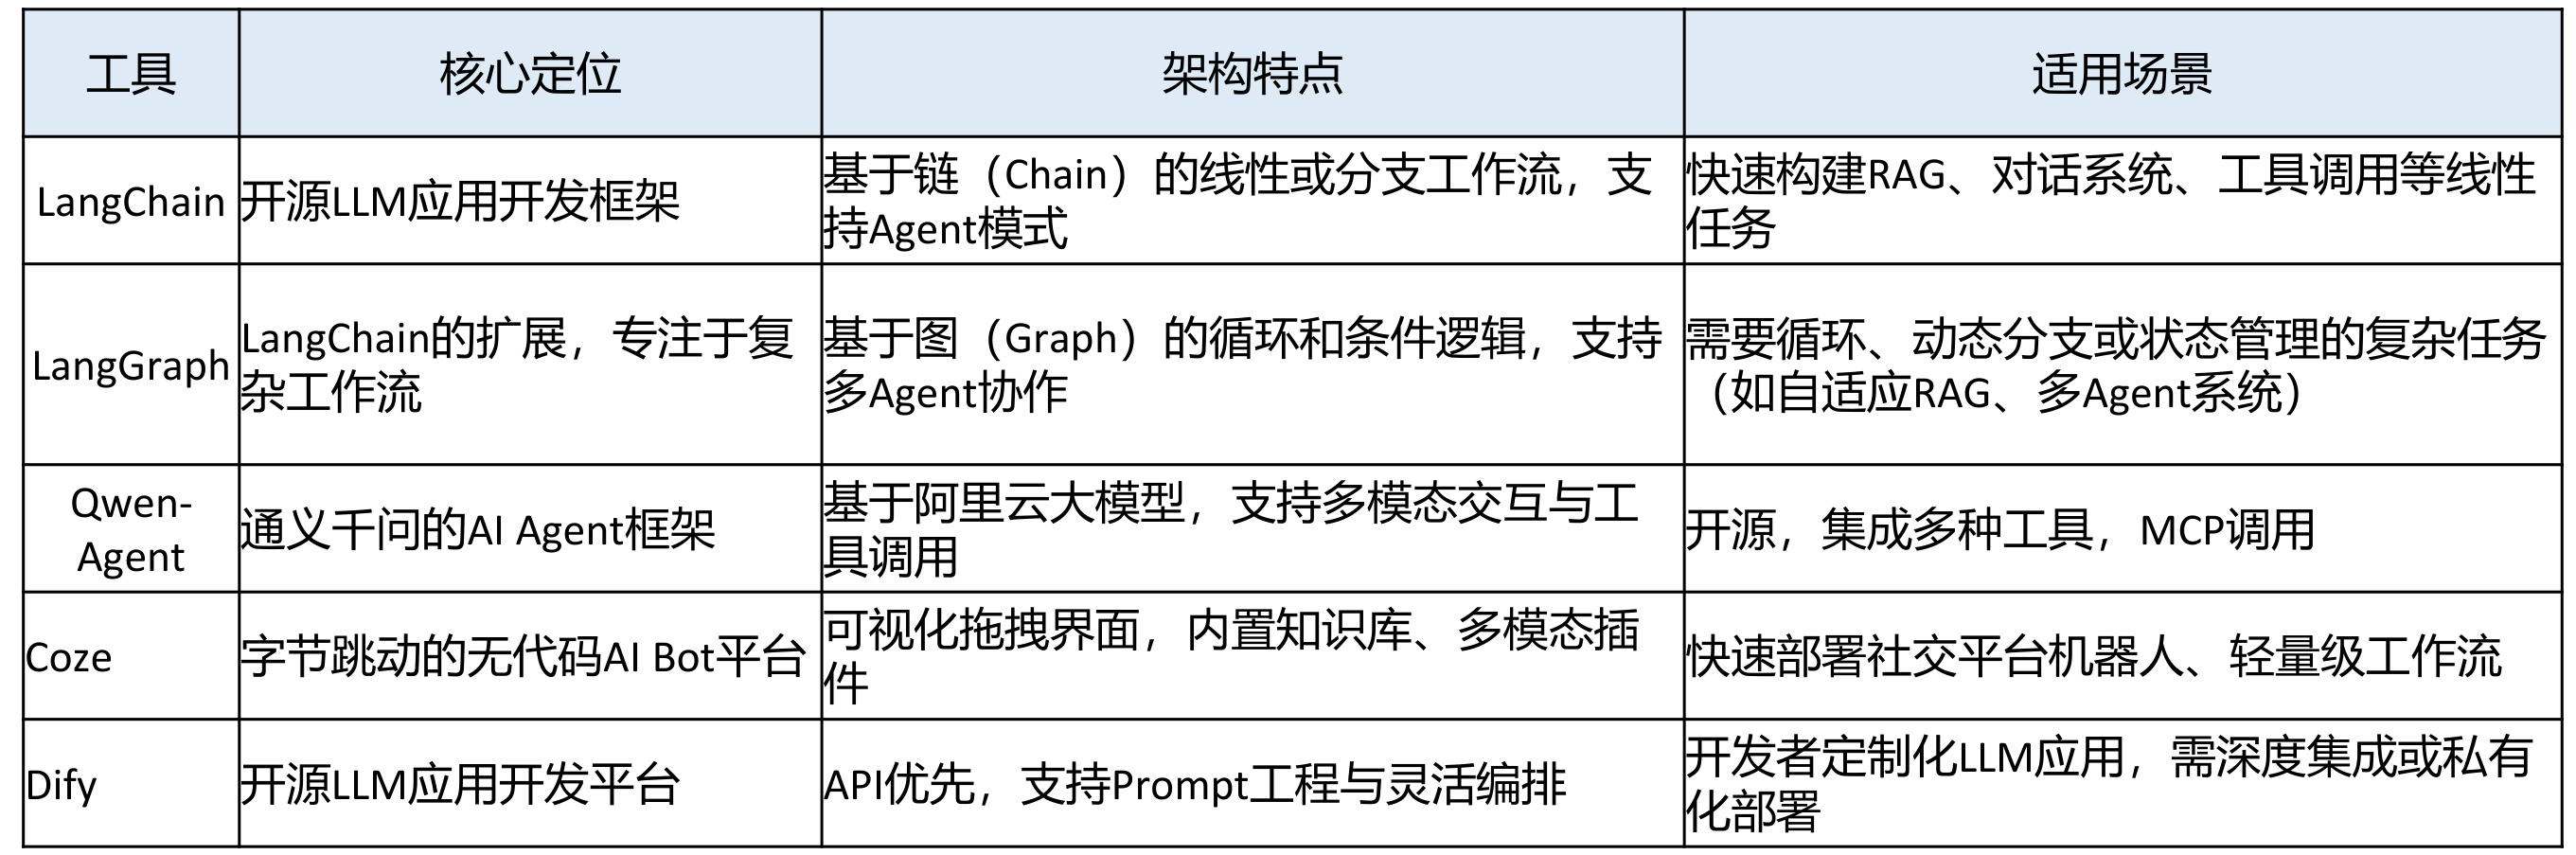 工具
核心定位
架构特点
适用场景
LangChain
开源LLM应用开发框架
基于链（Chain）的线性或分支工作流，支
持Agent模式
快速构建RAG、对话系统、工具调用等线性
任务
LangGraph
LangChain的扩展，专注于复
杂工作流
基于图（Graph）的循环和条件逻辑，支持
多Agent协作
需要循环、动态分支或状态管理的复杂任务
（如自适应RAG、多Agent系统）
Qwen-
Agent
通义千问的AI Agent框架
基于阿里云大模型，支持多模态交互与工
具调用
开源，集成多种工具，MCP调用
Coze
字节跳动的无代码AI Bot平台
可视化拖拽界面，内置知识库、多模态插
件
快速部署社交平台机器人、轻量级工作流
Dify
开源LLM应用开发平台
API优先，支持Prompt工程与灵活编排
开发者定制化LLM应用，需深度集成或私有
化部署